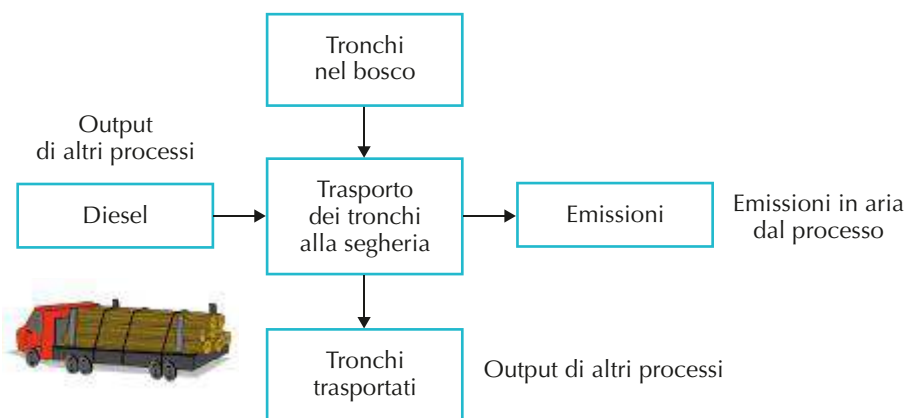 Tronchi
nel bosco
Output
di altri processi
Diesel
Trasporto
dei tronchi
alla segheria
Emissioni
Emissioni in aria
dal processo
Tronchi
trasportati
Output di altri processi